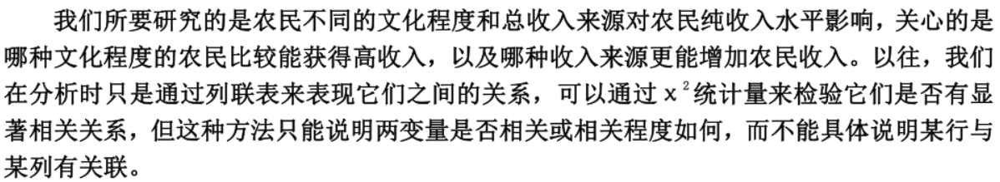 我们所要研究的是农民不同的文化程度和总收入来源对农民纯收入水平影响，关心的是
哪种文化程度的农民比较能获得高收入，以及哪种收入来源更能增加农民收入。以往，我们
在分析时只是通过列联表来表现它们之间的关系，可以通过 x²统计量来检验它们是否有显
著相关关系，但这种方法只能说明两变量是否相关或相关程度如何，而不能具体说明某行与
某列有关联。